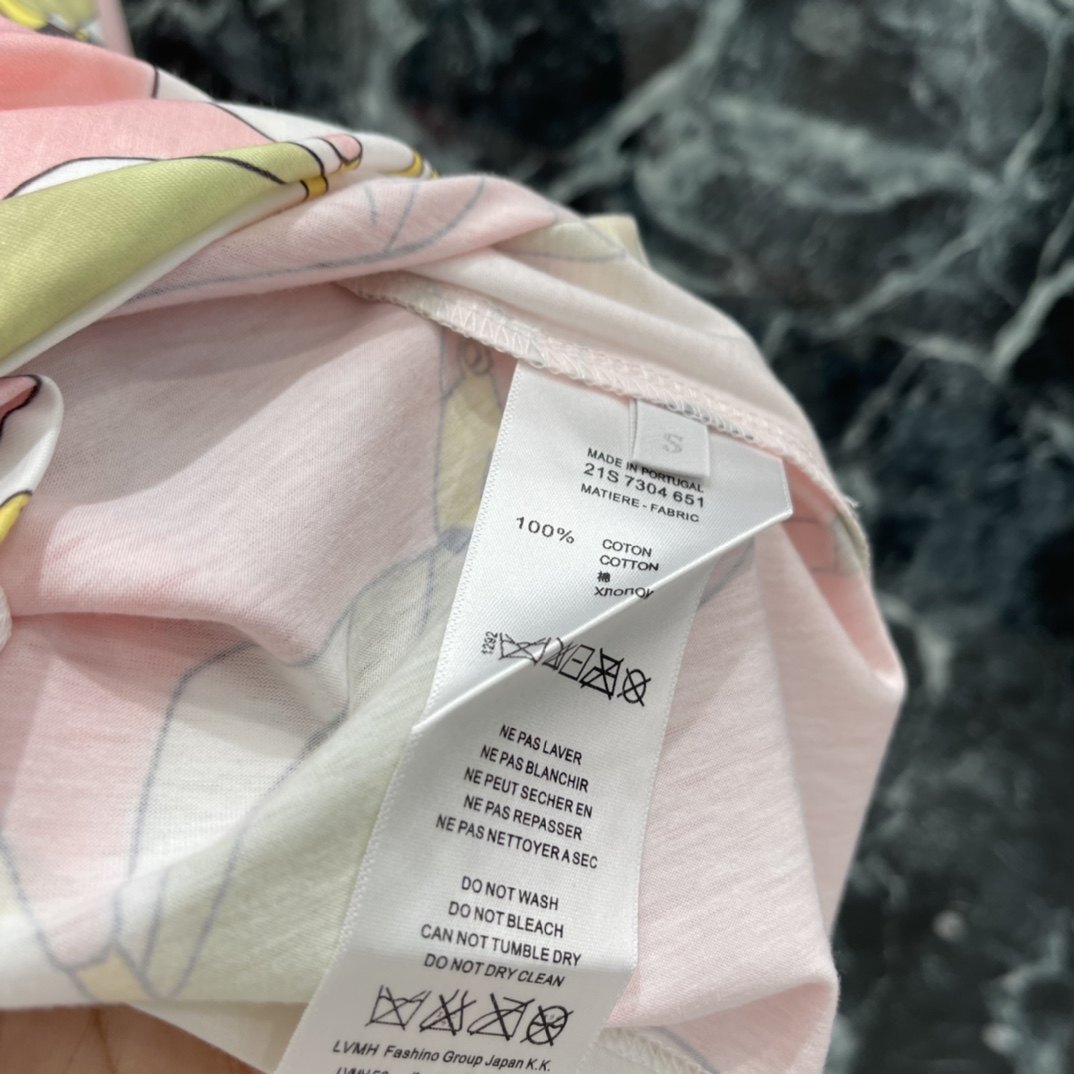 S
MADE IN PORTUGAL
21S 7304 651
MATIERE - FABRIC
100%
COTON
COTTON
棉
1292
NE PAS LAVER
NE PAS BLANCHIR
NE PEUT SECHER EN
NE PAS REPASSER
NE PAS NETTOYER A SEC
DO NOT WASH
DO NOT BLEACH
CAN NOT TUMBLE DRY
DO NOT DRY CLEAN
LVMH Fashino Group Japan K.K.